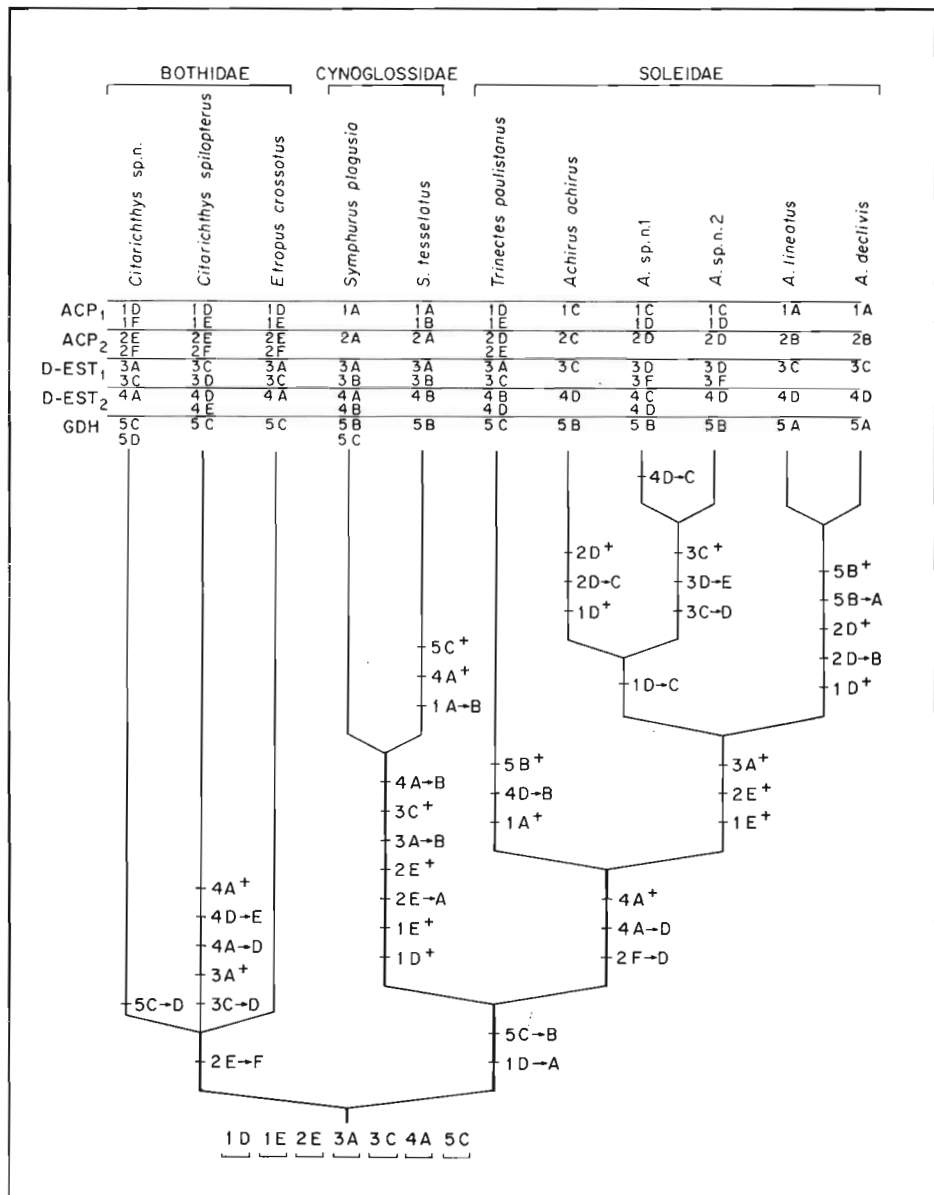 BOTHIDAE CYNOGLOSSIDAE SOLEIDAE
Citarichthys sp.n.
Citarichthys spilopterus
Etropus crossotus
Symphurus plagusia
S. tesselatus
Trinectes paulistanus
Achirus achirus
A. sp.n.1
A. sp.n.2
A. lineatus
A. declivis
ACP1 1D 1D 1D 1A 1A 1D 1C 1C 1C 1A 1A
1F 1E 1E 1B 1E 1D 1D
ACP2 2E 2E 2E 2A 2A 2D 2C 2D 2D 2B 2B
2F 2F 2F 2E
D-EST1 3A 3C 3A 3A 3A 3A 3C 3D 3D 3C 3C
3C 3D 3C 3B 3B 3C 3F 3F
D-EST2 4A 4D 4A 4A 4B 4B 4D 4C 4D 4D 4D
4E 4B 4D 4D
GDH 5C 5C 5C 5B 5B 5C 5B 5B 5B 5A 5A
5D 5C
4D→C
2D+ 3C+
5B+
2D→C 3D→E
5B→A
1D+ 3C→D
2D+
5C+
2D→B
4A+
1D→C 1D+
1A→B
5B+ 3A+
4A→B
4D→B 2E+
3C+
1A+ 1E+
3A→B
2E+
4A+ 2E→A 4A+
4D→E 1E+ 4A→D
4A→D 1D+ 2F→D
3A+
5C→D 3C→D
5C→B
2E→F 1D→A
1D 1E 2E 3A 3C 4A 5C